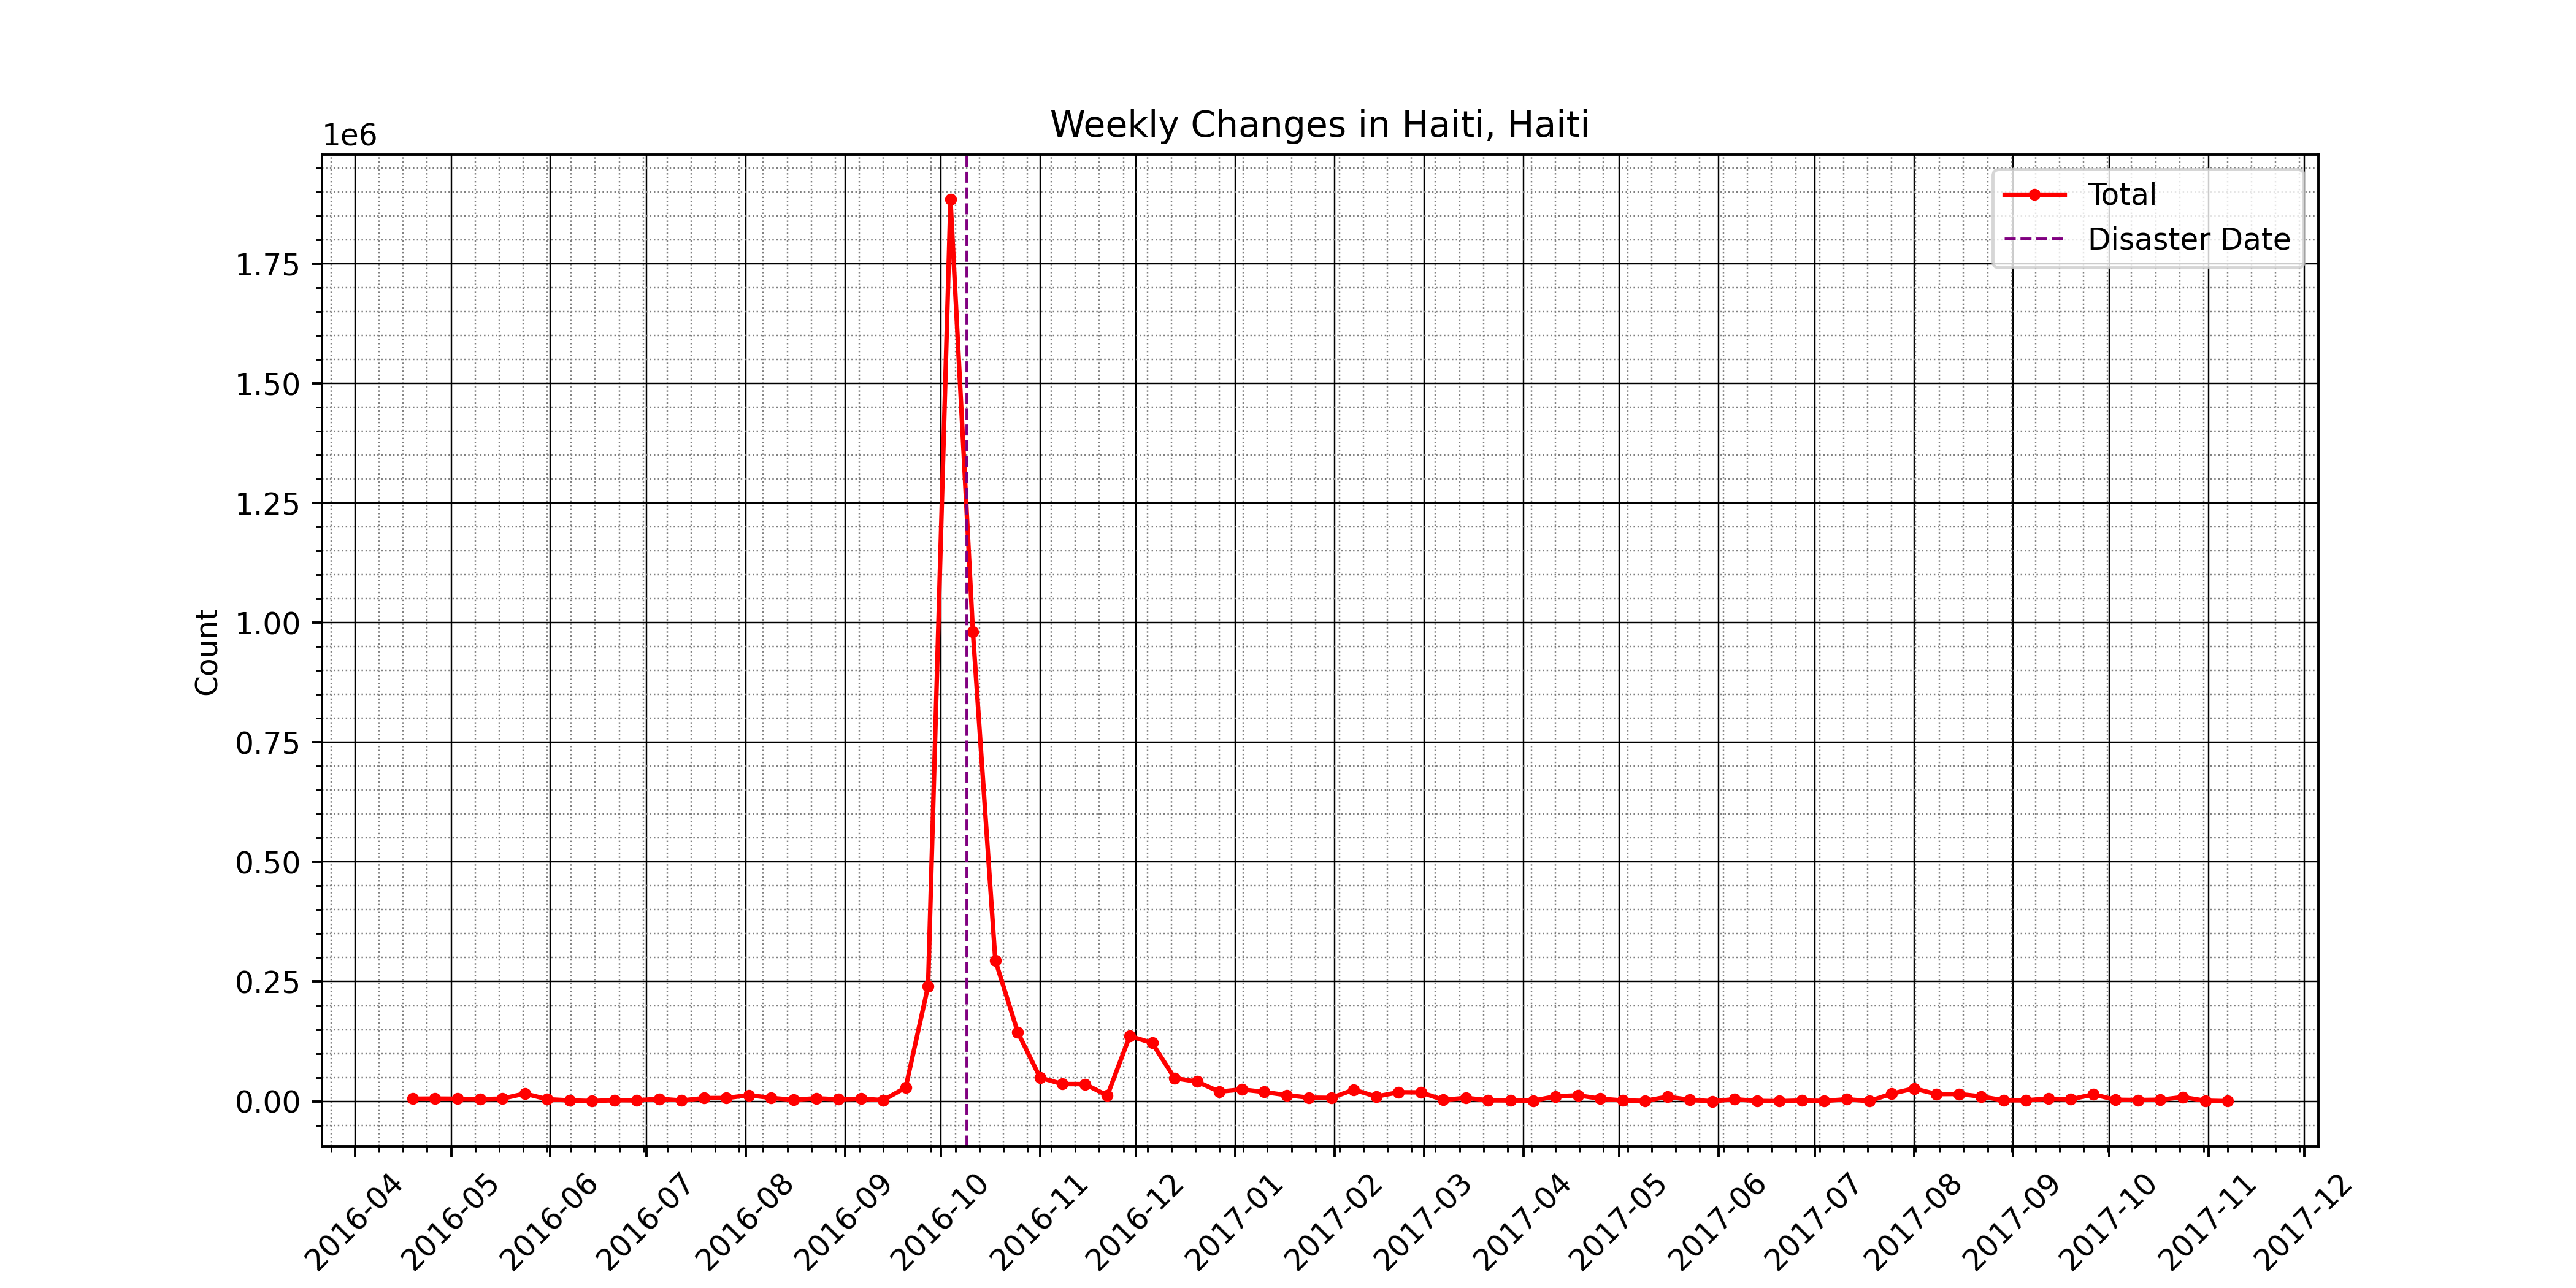 Weekly Changes in Haiti, Haiti
1e6
Total
Disaster Date
1.75
1.50
1.25
1.00
0.75
0.50
0.25
0.00
Count
2016-04 2016-05 2016-06 2016-07 2016-08 2016-09 2016-10 2016-11 2016-12 2017-01 2017-02 2017-03 2017-04 2017-05 2017-06 2017-07 2017-08 2017-09 2017-10 2017-11 2017-12